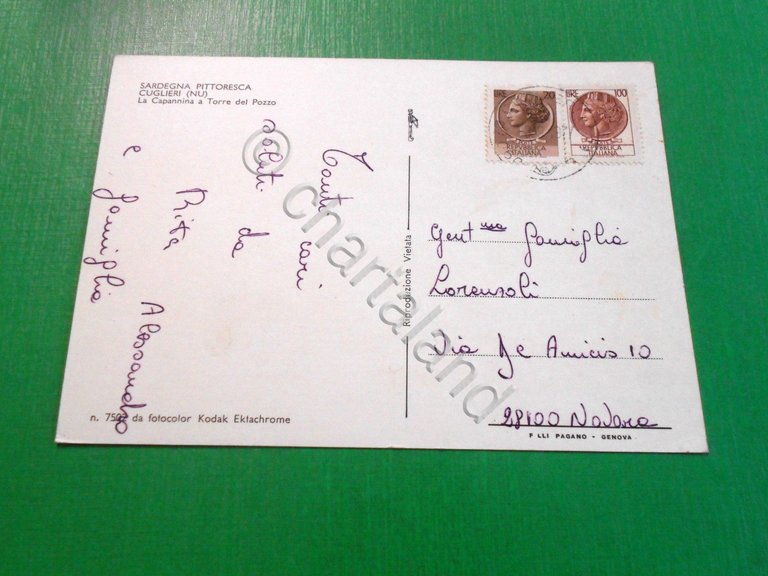 SARDEGNA PITTORESCA
CUGLIERI (NU)
La Capannina a Torre del Pozzo
Tanti cari
saluti da
Rita Alessandro
e famiglia
n. 7502 da fotocolor Kodak Ektachrome
Riproduzione Vietata
LIRE 20
REPUBBLICA
ITALIANA
LIRE 100
REPUBBLICA
ITALIANA
Gent.ma Famiglia
Lorenzoli
Via De Amicis 10
28100 Novara
F.LLI PAGANO - GENOVA
© chartaland